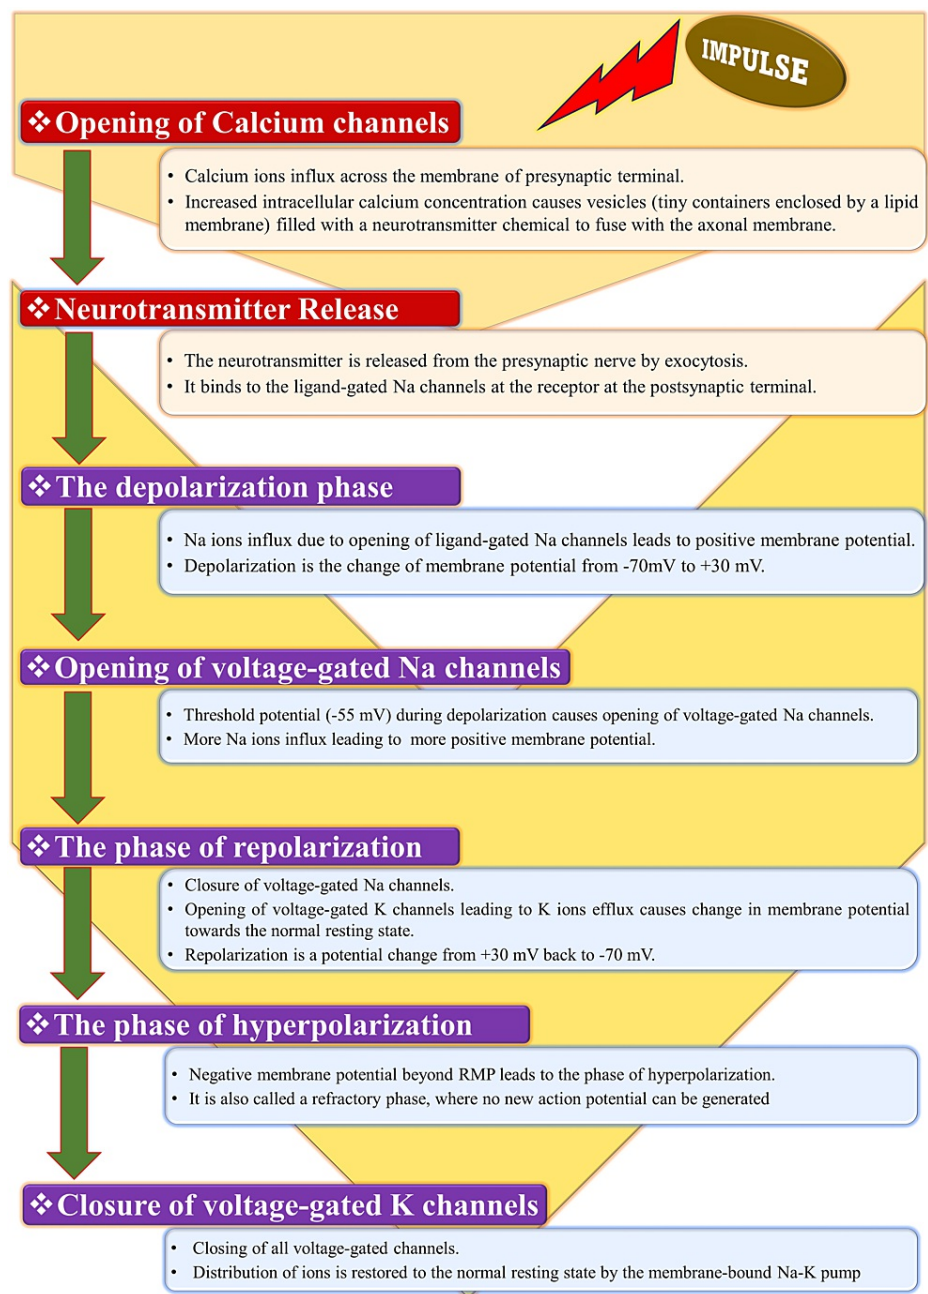 IMPULSE
❖Opening of Calcium channels
• Calcium ions influx across the membrane of presynaptic terminal.
• Increased intracellular calcium concentration causes vesicles (tiny containers enclosed by a lipid
membrane) filled with a neurotransmitter chemical to fuse with the axonal membrane.
❖Neurotransmitter Release
• The neurotransmitter is released from the presynaptic nerve by exocytosis.
• It binds to the ligand-gated Na channels at the receptor at the postsynaptic terminal.
❖The depolarization phase
• Na ions influx due to opening of ligand-gated Na channels leads to positive membrane potential.
• Depolarization is the change of membrane potential from -70mV to +30 mV.
❖Opening of voltage-gated Na channels
• Threshold potential (-55 mV) during depolarization causes opening of voltage-gated Na channels.
• More Na ions influx leading to more positive membrane potential.
❖The phase of repolarization
• Closure of voltage-gated Na channels.
• Opening of voltage-gated K channels leading to K ions efflux causes change in membrane potential
towards the normal resting state.
• Repolarization is a potential change from +30 mV back to -70 mV.
❖The phase of hyperpolarization
• Negative membrane potential beyond RMP leads to the phase of hyperpolarization.
• It is also called a refractory phase, where no new action potential can be generated
❖Closure of voltage-gated K channels
• Closing of all voltage-gated channels.
• Distribution of ions is restored to the normal resting state by the membrane-bound Na-K pump